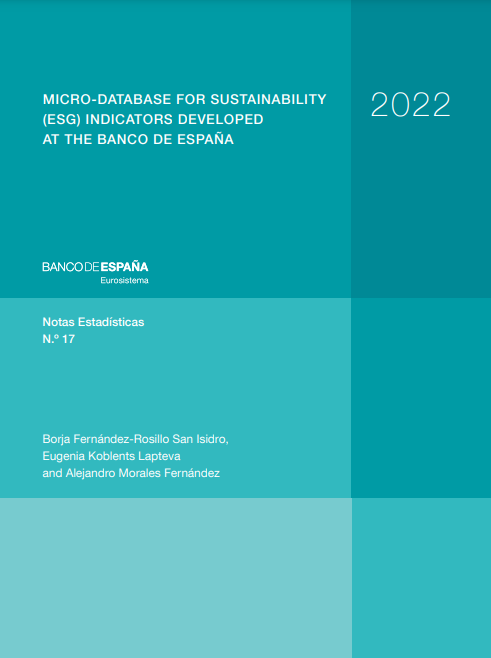 MICRO-DATABASE FOR SUSTAINABILITY
(ESG) INDICATORS DEVELOPED
AT THE BANCO DE ESPAÑA
2022
BANCODEESPAÑA
Eurosistema
Notas Estadísticas
N.º 17
Borja Fernández-Rosillo San Isidro,
Eugenia Koblents Lapteva
and Alejandro Morales Fernández